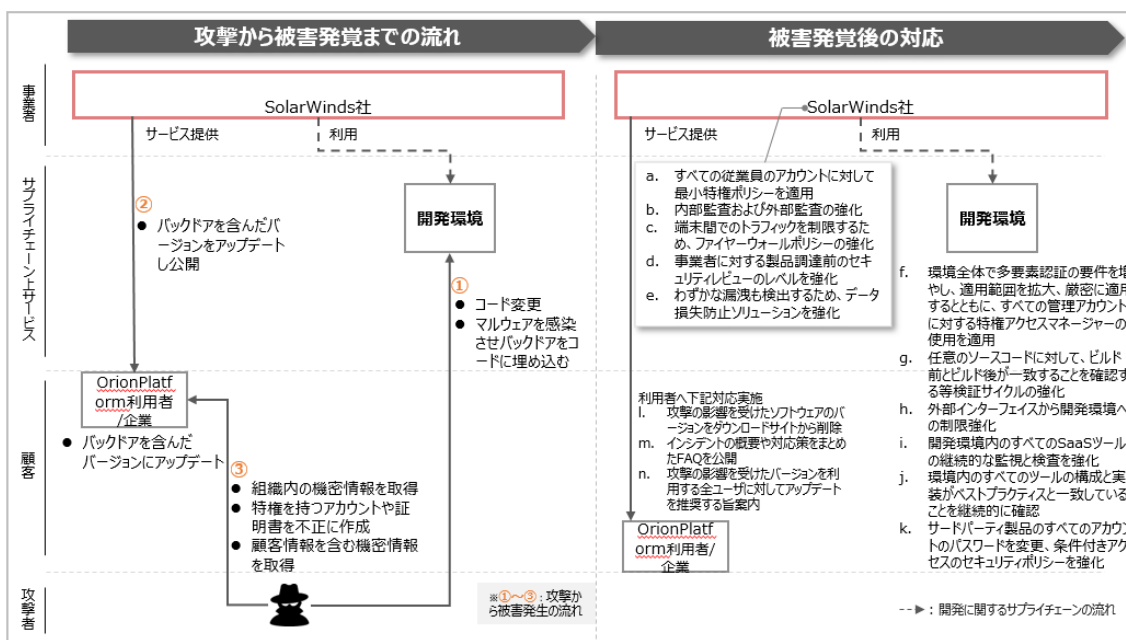 攻撃から被害発覚までの流れ
被害発覚後の対応
事業者
SolarWinds社
サービス提供
利用
SolarWinds社
サービス提供
利用
サプライチェーン上サービス
②
● バックドアを含んだバ
ージョンをアップデート
し公開
開発環境
①
● コード変更
● マルウェアを感染
させバックドアをコ
ードに埋め込む
a. すべての従業員のアカウントに対して
最小特権ポリシーを適用
b. 内部監査および外部監査の強化
c. 端末間でのトラフィックを制限するた
め、ファイヤーウォールポリシーの強化
d. 事業者に対する製品調達前のセキ
ュリティレビューのレベルを強化
e. わずかな漏洩も検出するため、データ
損失防止ソリューションを強化
開発環境
f. 環境全体で多要素認証の要件を増
やし、適用範囲を拡大、厳密に適用
するとともに、すべての管理アカウント
に対する特権アクセスマネージャーの
使用を適用
g. 任意のソースコードに対して、ビルド
前とビルド後が一致することを確認す
る等検証サイクルの強化
h. 外部インターフェイスから開発環境へ
の制限強化
i. 開発環境内のすべてのSaaSツール
の継続的な監視と検査を強化
j. 環境内のすべてのツールの構成と実
装がベストプラクティスと一致している
ことを継続的に確認
k. サードパーティ製品のすべてのアカウン
トのパスワードを変更、条件付きアク
セスのセキュリティポリシーを強化
顧客
OrionPlatf
orm利用者
/企業
● バックドアを含んだ
バージョンにアップデート
③
● 組織内の機密情報を取得
● 特権を持つアカウントや証
明書を不正に作成
● 顧客情報を含む機密情報
を取得
利用者へ下記対応実施
l. 攻撃の影響を受けたソフトウェアのバ
ージョンをダウンロードサイトから削除
m. インシデントの概要や対応策をまとめ
たFAQを公開
n. 攻撃の影響を受けたバージョンを利
用する全ユーザに対してアップデート
を推奨する旨案内
OrionPlatf
orm利用者/
企業
攻撃者
※①～③：攻撃か
ら被害発生の流れ
--▶：開発に関するサプライチェーンの流れ